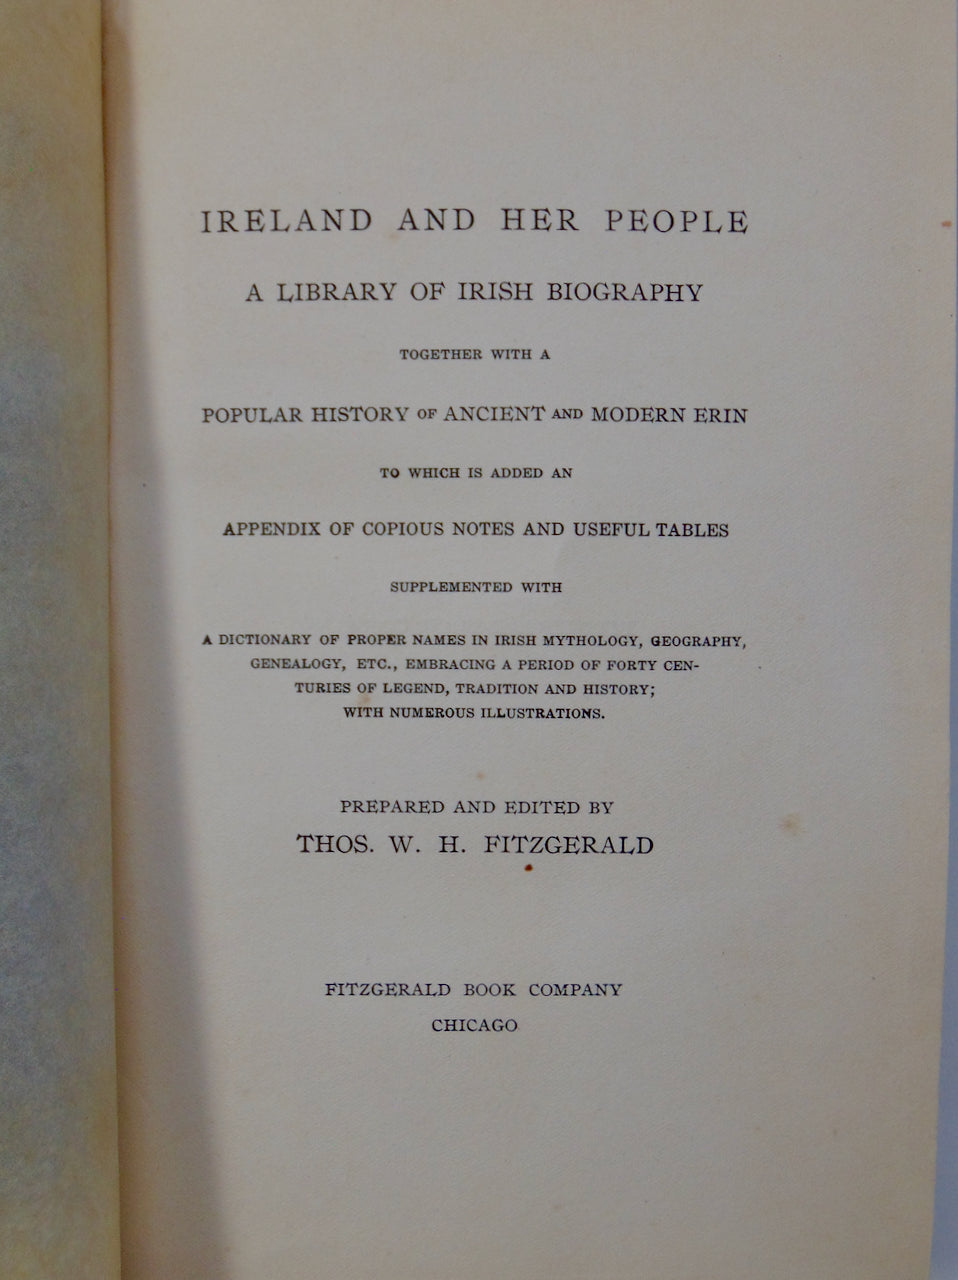 IRELAND AND HER PEOPLE
A LIBRARY OF IRISH BIOGRAPHY
TOGETHER WITH A
POPULAR HISTORY OF ANCIENT AND MODERN ERIN
TO WHICH IS ADDED AN
APPENDIX OF COPIOUS NOTES AND USEFUL TABLES
SUPPLEMENTED WITH
A DICTIONARY OF PROPER NAMES IN IRISH MYTHOLOGY, GEOGRAPHY,
GENEALOGY, ETC., EMBRACING A PERIOD OF FORTY CEN-
TURIES OF LEGEND, TRADITION AND HISTORY;
WITH NUMEROUS ILLUSTRATIONS.
PREPARED AND EDITED BY
THOS. W. H. FITZGERALD
FITZGERALD BOOK COMPANY
CHICAGO